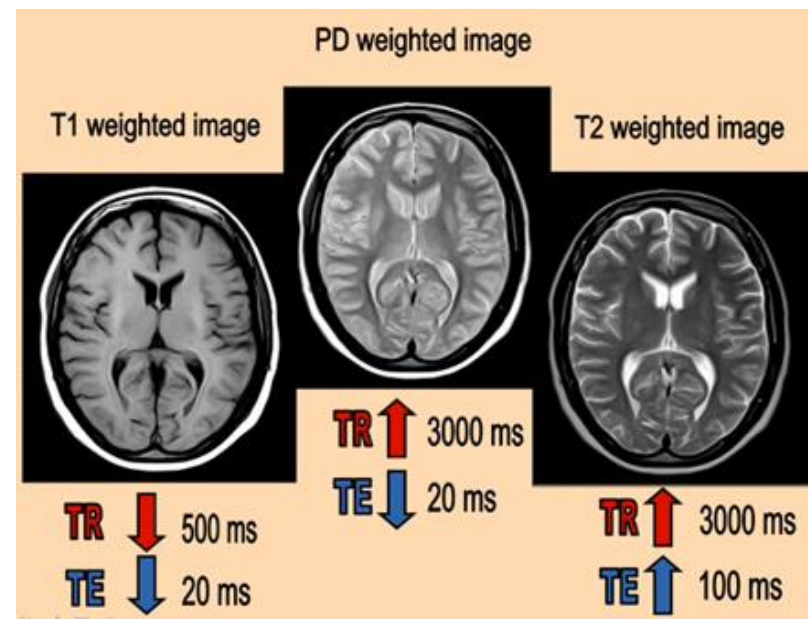 PD weighted image
T1 weighted image
T2 weighted image
TR 3000 ms
TE 20 ms
TR 500 ms
TE 20 ms
TR 3000 ms
TE 100 ms